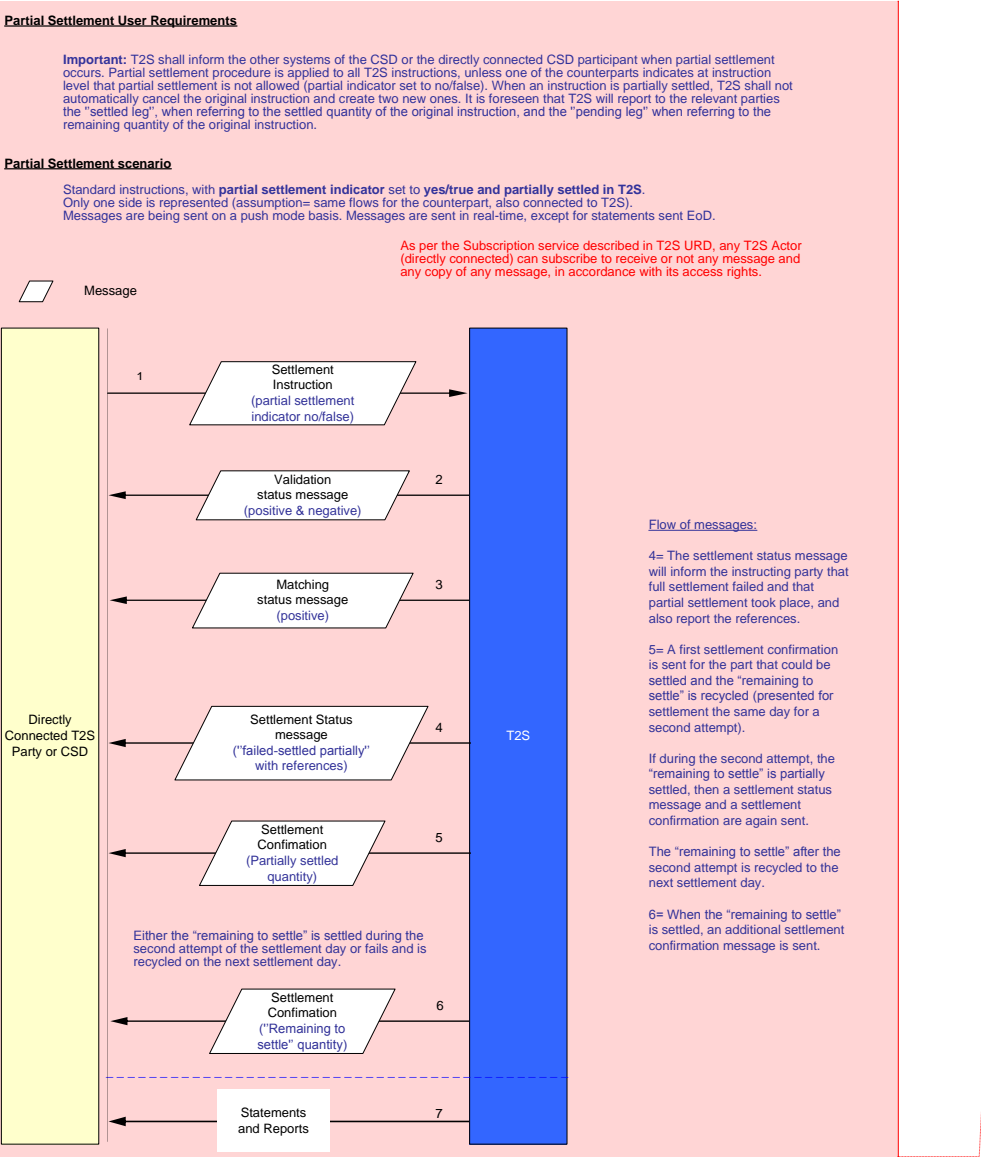 Partial Settlement User Requirements
Important: T2S shall inform the other systems of the CSD or the directly connected CSD participant when partial settlement
occurs. Partial settlement procedure is applied to all T2S instructions, unless one of the counterparts indicates at instruction
level that partial settlement is not allowed (partial indicator set to no/false). When an instruction is partially settled, T2S shall not
automatically cancel the original instruction and create two new ones. It is foreseen that T2S will report to the relevant parties
the "settled leg", when referring to the settled quantity of the original instruction, and the "pending leg" when referring to the
remaining quantity of the original instruction.
Partial Settlement scenario
Standard instructions, with partial settlement indicator set to yes/true and partially settled in T2S.
Only one side is represented (assumption= same flows for the counterpart, also connected to T2S).
Messages are being sent on a push mode basis. Messages are sent in real-time, except for statements sent EoD.
As per the Subscription service described in T2S URD, any T2S Actor
(directly connected) can subscribe to receive or not any message and
any copy of any message, in accordance with its access rights.
Message
1
Settlement
Instruction
(partial settlement
indicator no/false)
2
Validation
status message
(positive & negative)
3
Matching
status message
(positive)
Directly
Connected T2S
Party or CSD
4
Settlement Status
message
("failed-settled partially"
with references)
T2S
5
Settlement
Confimation
(Partially settled
quantity)
Either the “remaining to settle” is settled during the
second attempt of the settlement day or fails and is
recycled on the next settlement day.
6
Settlement
Confimation
("Remaining to
settle" quantity)
7
Statements
and Reports
Flow of messages:
4= The settlement status message
will inform the instructing party that
full settlement failed and that
partial settlement took place, and
also report the references.
5= A first settlement confirmation
is sent for the part that could be
settled and the “remaining to
settle” is recycled (presented for
settlement the same day for a
second attempt).
If during the second attempt, the
“remaining to settle” is partially
settled, then a settlement status
message and a settlement
confirmation are again sent.
The “remaining to settle” after the
second attempt is recycled to the
next settlement day.
6= When the “remaining to settle”
is settled, an additional settlement
confirmation message is sent.